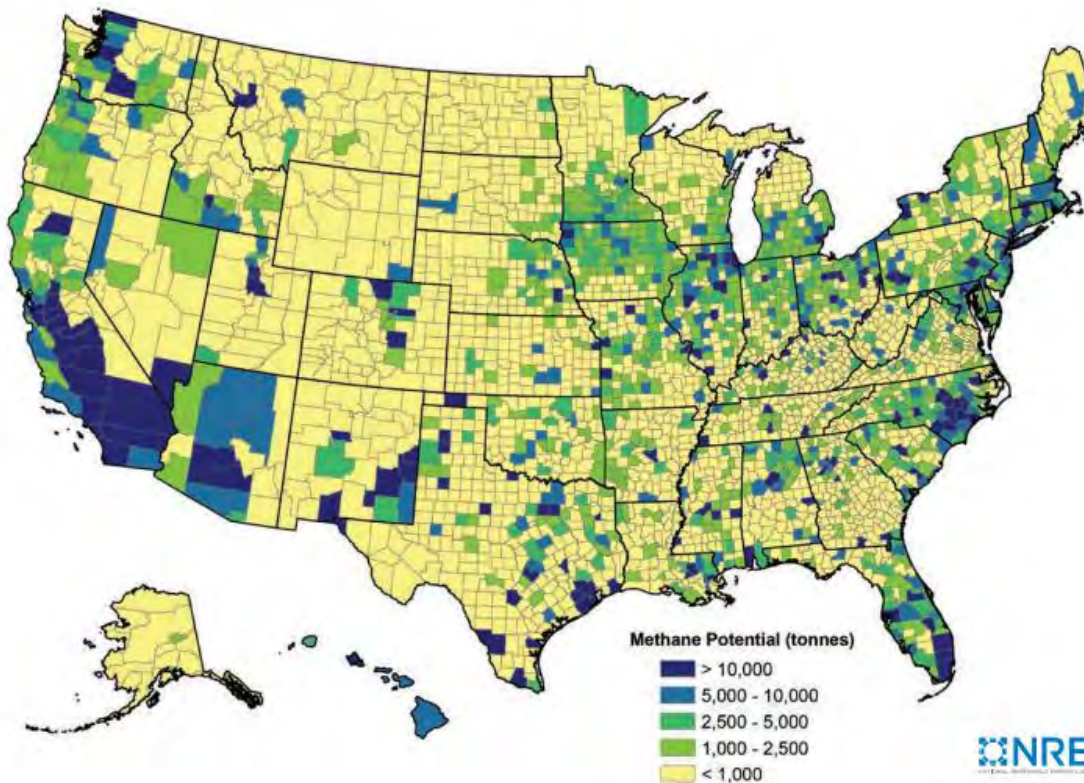 Methane Potential (tonnes)
> 10,000
5,000 - 10,000
2,500 - 5,000
1,000 - 2,500
< 1,000
NRE